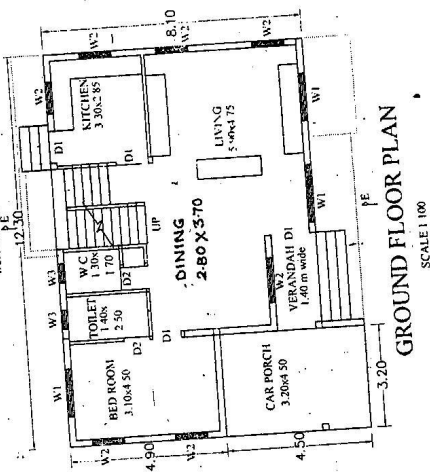 8.10
W2
W2
W2
W2
KITCHEN
3.30x2.85
D1
D1
LIVING
W1
W1
12.30
UP
DINING
2.80 X 3.70
W3
W.C
1.30x
1.70
D2
W3
TOILET
1.40x
2.50
D2
D1
W2
VERANDAH D1
1.40 m wide
W1
BED ROOM
3.10x4.50
W2
W2
4.90
CAR PORCH
3.20x4.50
4.50
3.20
GROUND FLOOR PLAN
SCALE 1:100